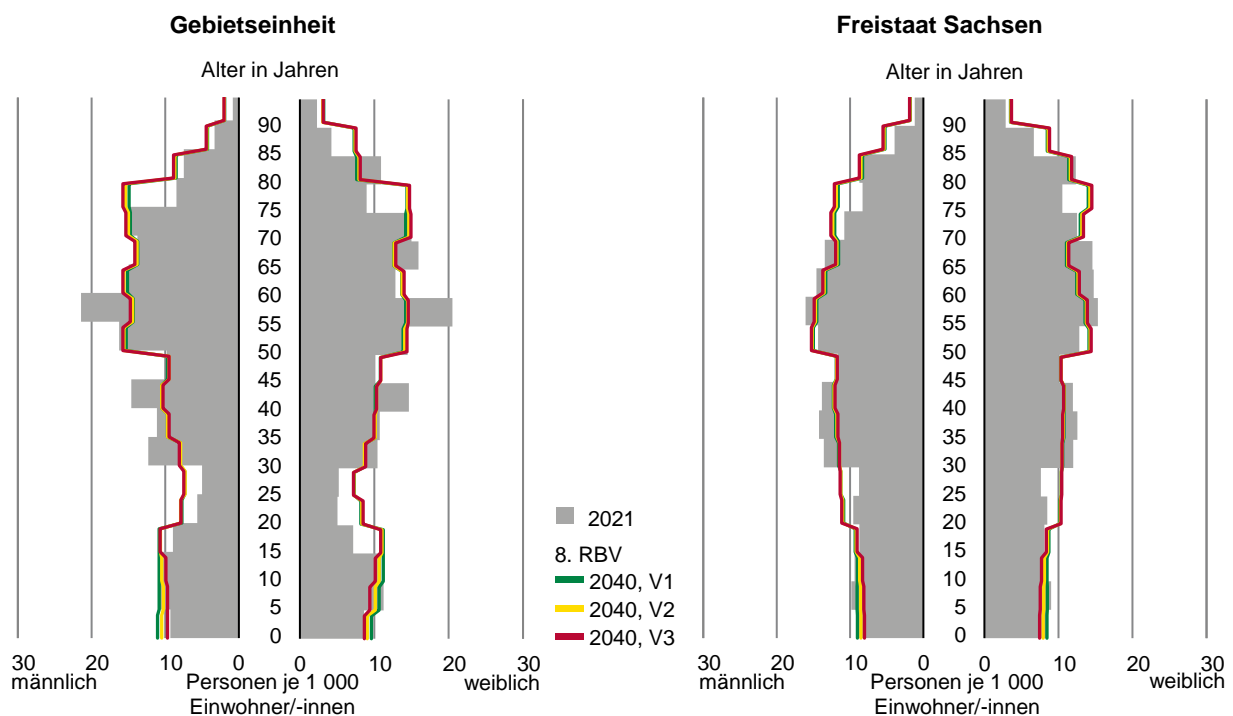 Gebietseinheit
Alter in Jahren
90
85
80
75
70
65
60
55
50
45
40
35
30
25
20
15
10
5
0
30 20 10 0 0 10 20 30
männlich Personen je 1 000 weiblich
Einwohner/-innen
2021
8. RBV
2040, V1
2040, V2
2040, V3
Freistaat Sachsen
Alter in Jahren
90
85
80
75
70
65
60
55
50
45
40
35
30
25
20
15
10
5
0
30 20 10 0 0 10 20 30
männlich Personen je 1 000 weiblich
Einwohner/-innen